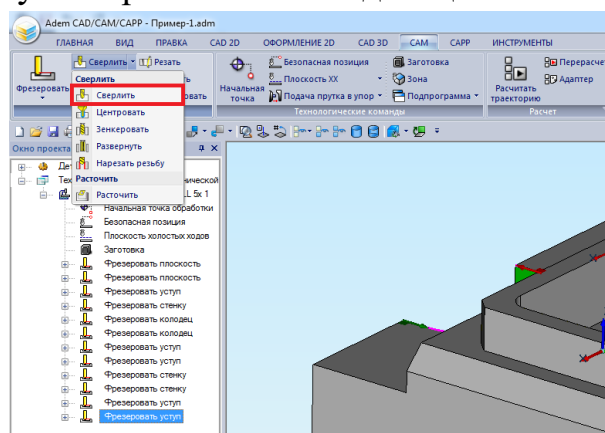 Adem CAD/CAM/CAPP - Пример-1.adm
ГЛАВНАЯ ВИД ПРАВКА CAD 2D ОФОРМЛЕНИЕ 2D CAD 3D CAM CAPP ИНСТРУМЕНТЫ
Фрезеровать
Сверлить
Резать
Начальная точка
Безопасная позиция
Плоскость XX
Подача прутка в упор
Заготовка
Зона
Подпрограмма
Технологические команды
Расчитать траекторию
Адаптер
Расчет
Сверлить
Сверлить
Центровать
Зенкеровать
Развернуть
Нарезать резьбу
Расточить
Расточить
Окно проекта
Начальная точка обработки
Безопасная позиция
Плоскость холостых ходов
Заготовка
Фрезеровать плоскость
Фрезеровать плоскость
Фрезеровать уступ
Фрезеровать стенку
Фрезеровать колодец
Фрезеровать колодец
Фрезеровать уступ
Фрезеровать уступ
Фрезеровать стенку
Фрезеровать стенку
Фрезеровать уступ
Фрезеровать уступ